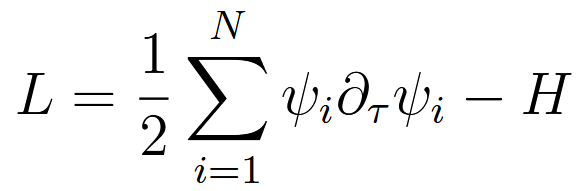 L = \frac{1}{2} \sum_{i=1}^{N} \psi_i \partial_\tau \psi_i - H